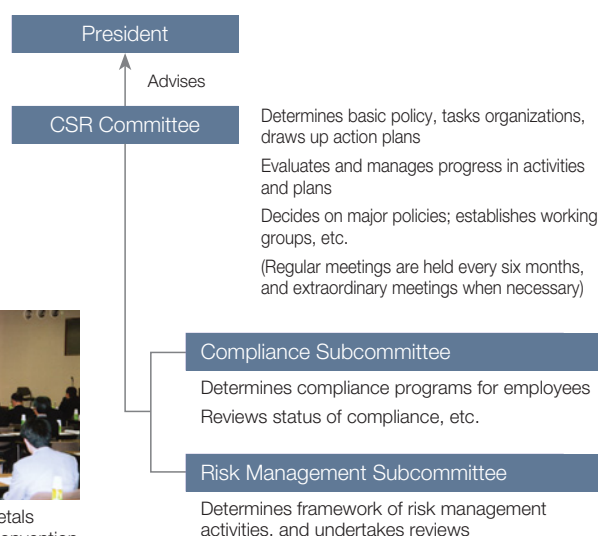 President
Advises
CSR Committee
Determines basic policy, tasks organizations,
draws up action plans
Evaluates and manages progress in activities
and plans
Decides on major policies; establishes working
groups, etc.
(Regular meetings are held every six months,
and extraordinary meetings when necessary)
Compliance Subcommittee
Determines compliance programs for employees
Reviews status of compliance, etc.
Risk Management Subcommittee
Determines framework of risk management
activities, and undertakes reviews